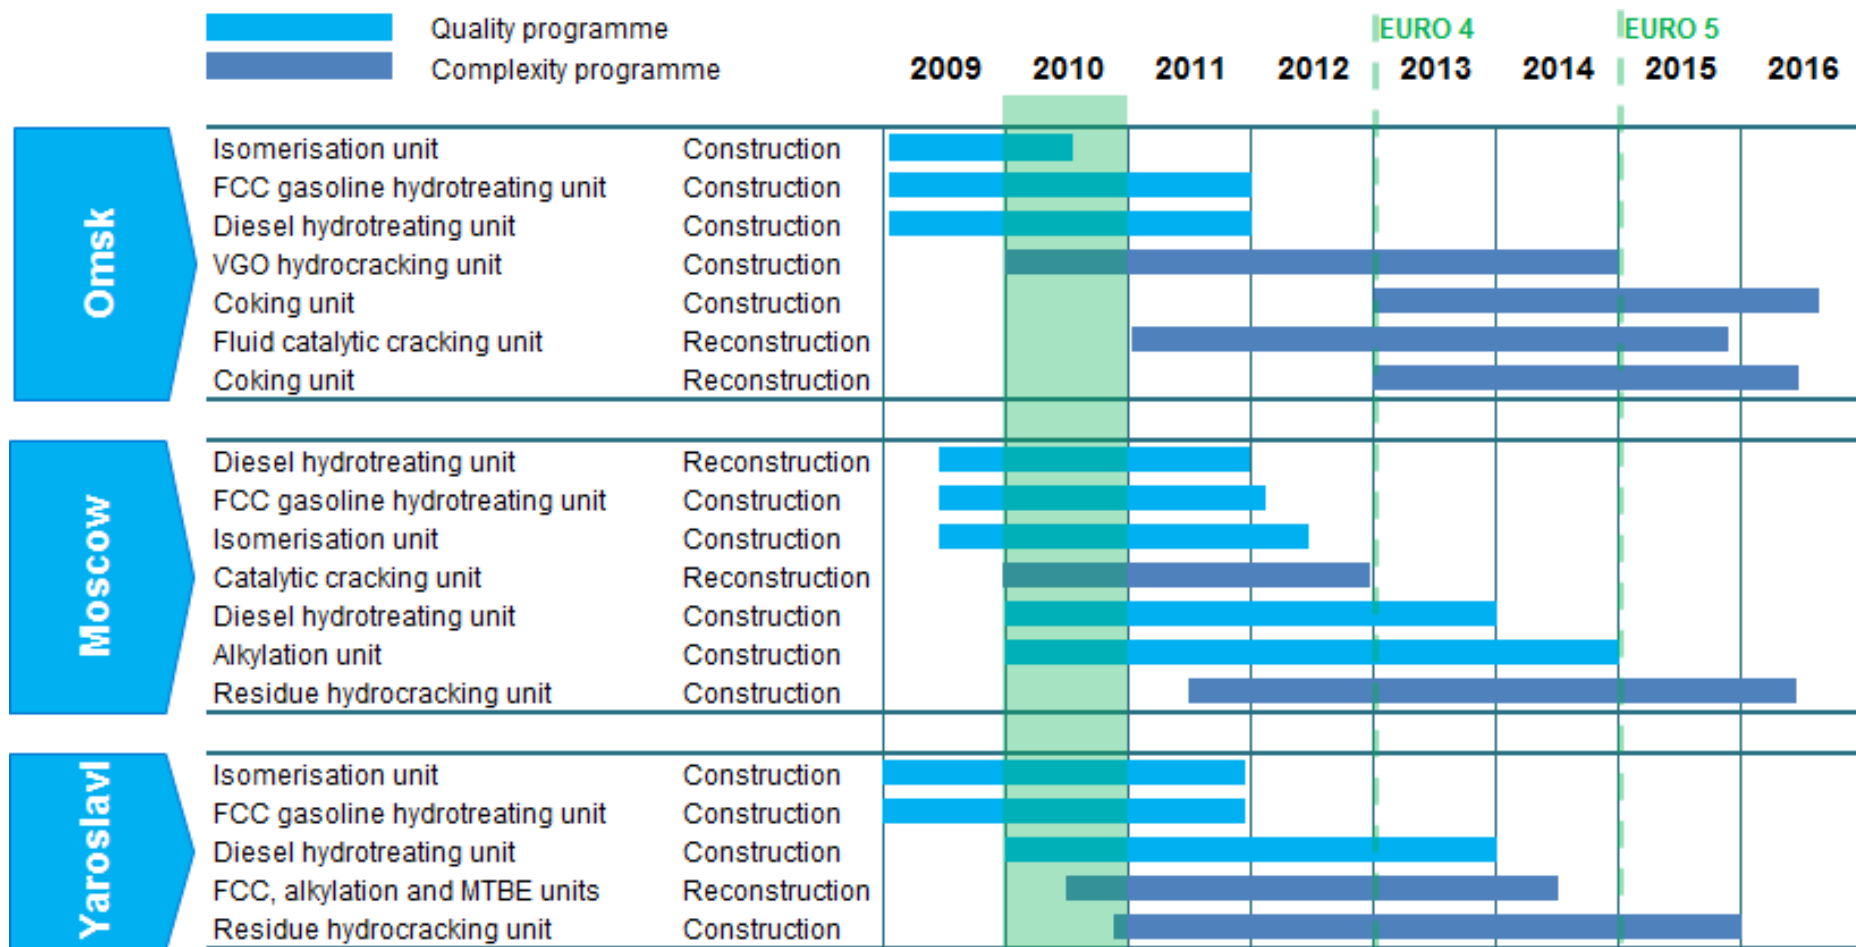 Quality programme EURO 4 EURO 5
Complexity programme 2009 2010 2011 2012 2013 2014 2015 2016
Omsk
Isomerisation unit Construction
FCC gasoline hydrotreating unit Construction
Diesel hydrotreating unit Construction
VGO hydrocracking unit Construction
Coking unit Construction
Fluid catalytic cracking unit Reconstruction
Coking unit Reconstruction
Moscow
Diesel hydrotreating unit Reconstruction
FCC gasoline hydrotreating unit Construction
Isomerisation unit Construction
Catalytic cracking unit Reconstruction
Diesel hydrotreating unit Construction
Alkylation unit Construction
Residue hydrocracking unit Construction
Yaroslavl
Isomerisation unit Construction
FCC gasoline hydrotreating unit Construction
Diesel hydrotreating unit Construction
FCC, alkylation and MTBE units Reconstruction
Residue hydrocracking unit Construction